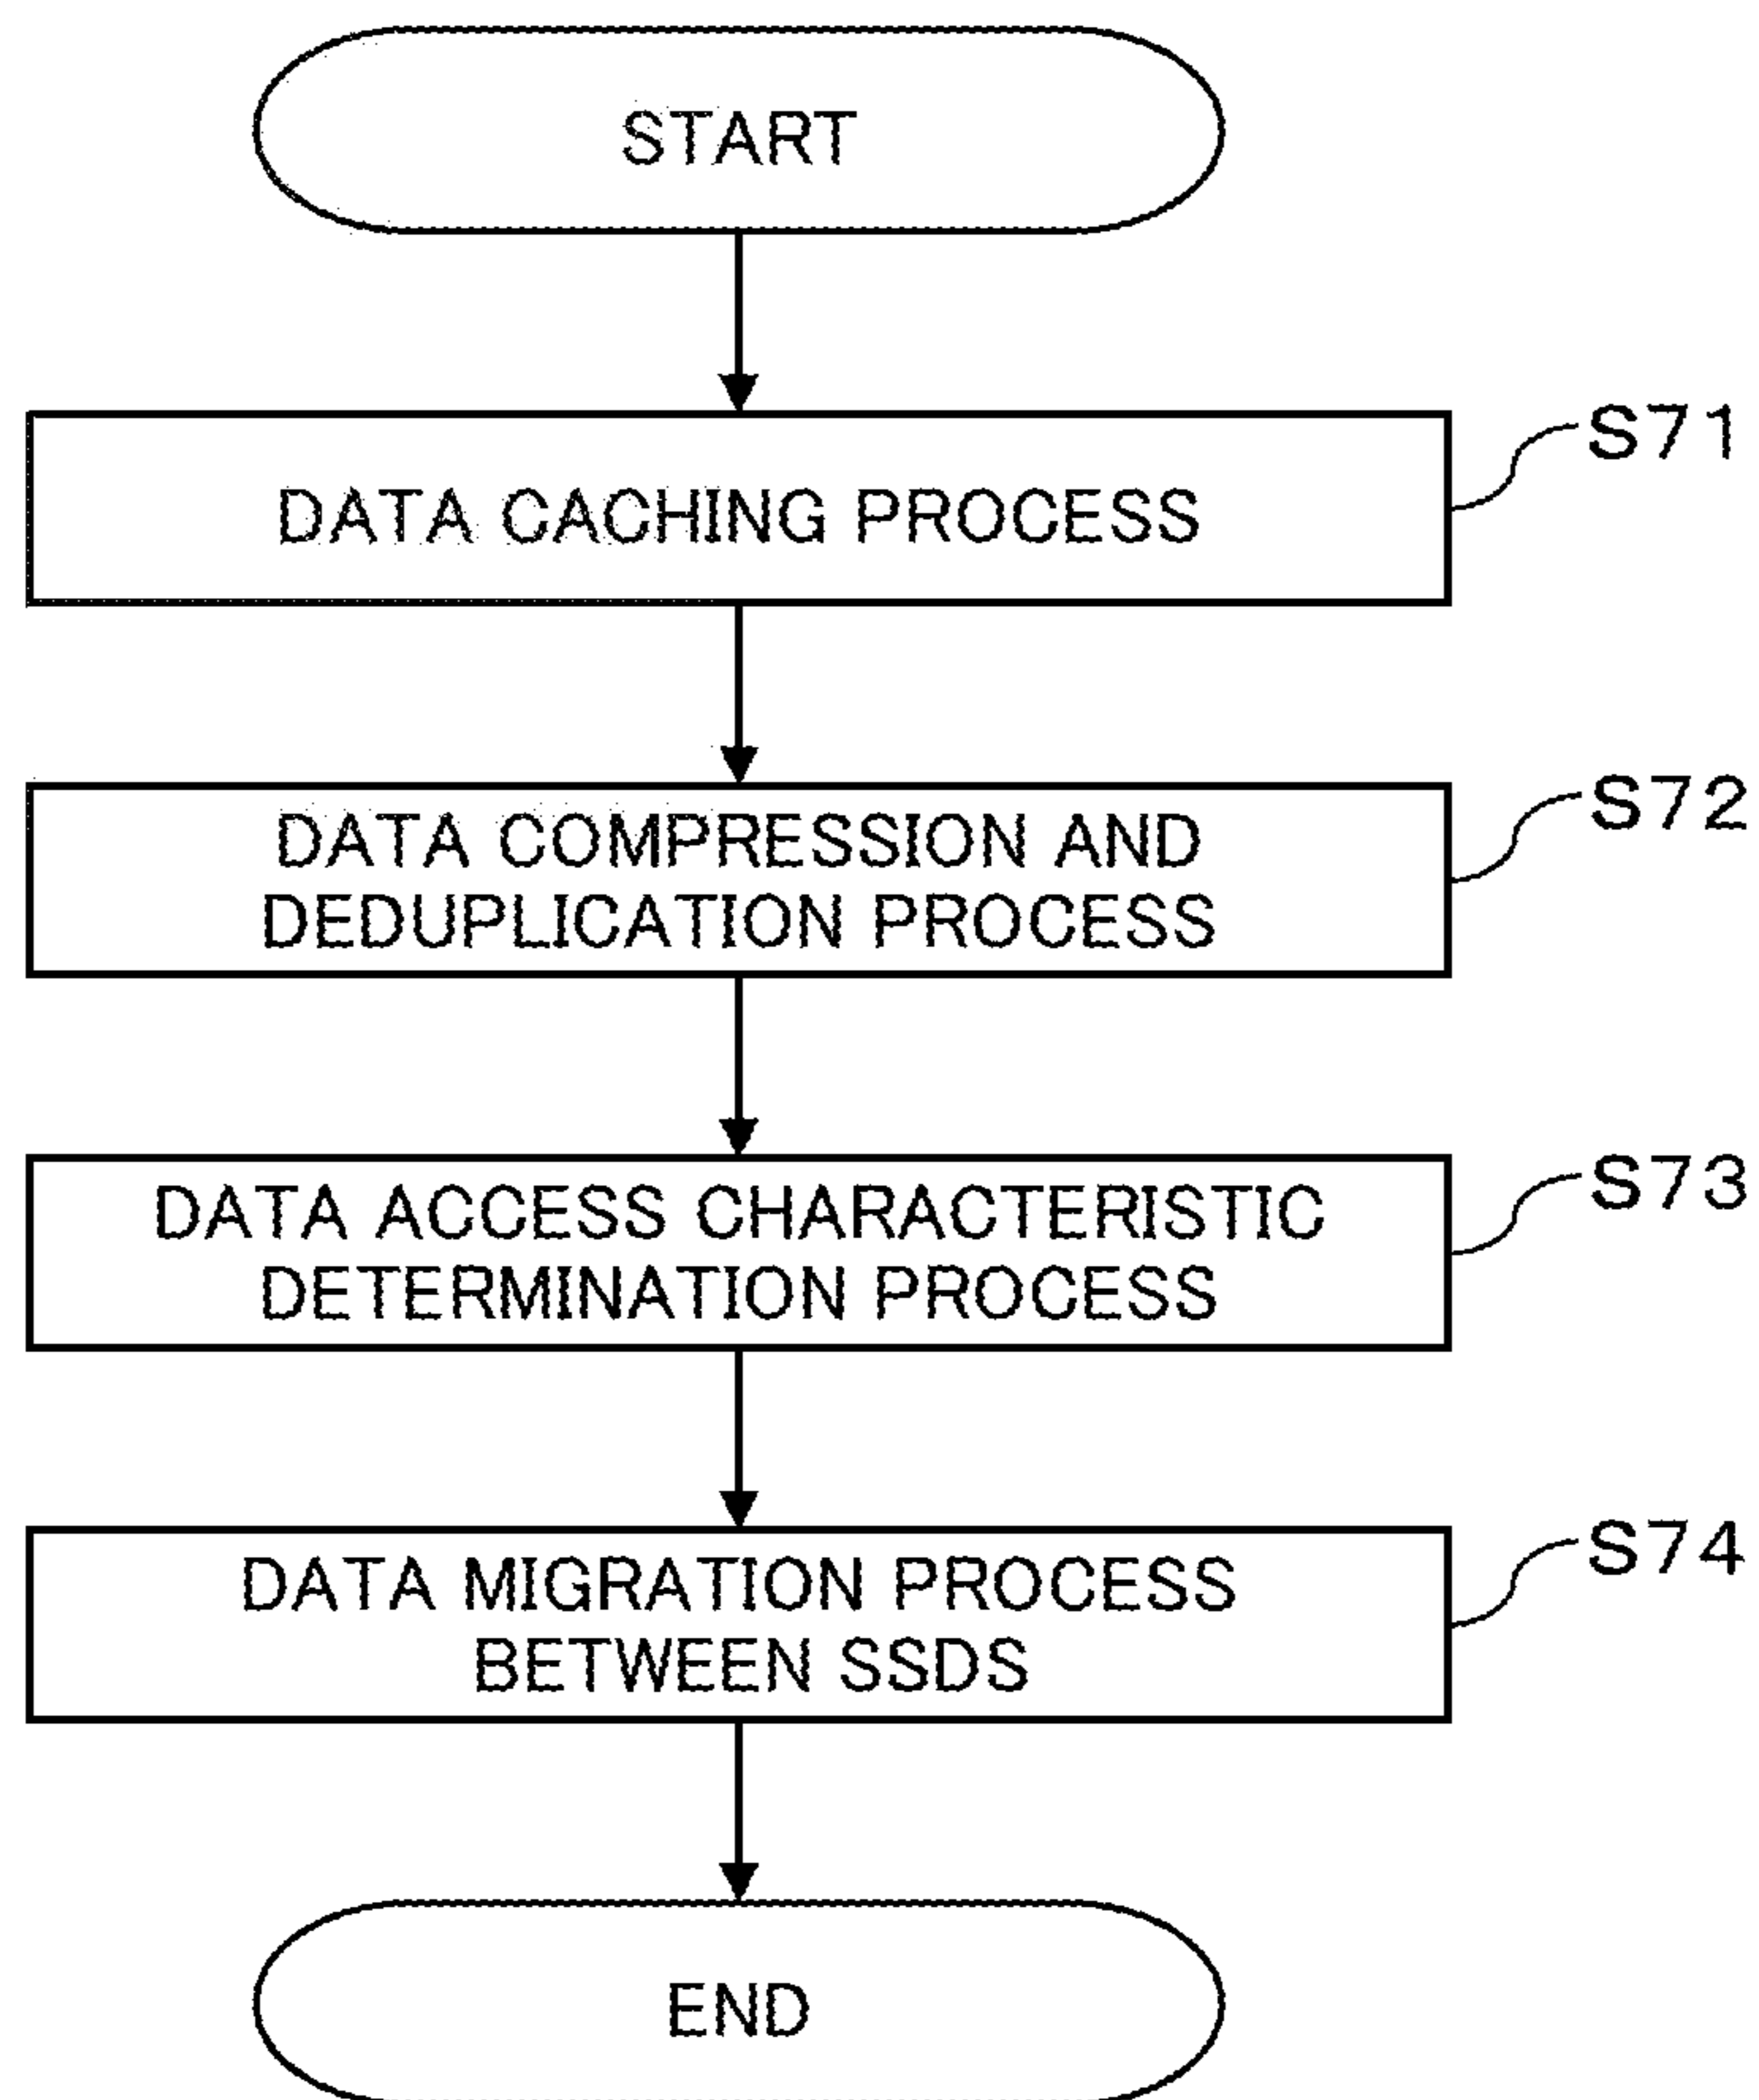 START
DATA CACHING PROCESS
S71
DATA COMPRESSION AND
DEDUPLICATION PROCESS
S72
DATA ACCESS CHARACTERISTIC
DETERMINATION PROCESS
S73
DATA MIGRATION PROCESS
BETWEEN SSDS
S74
END